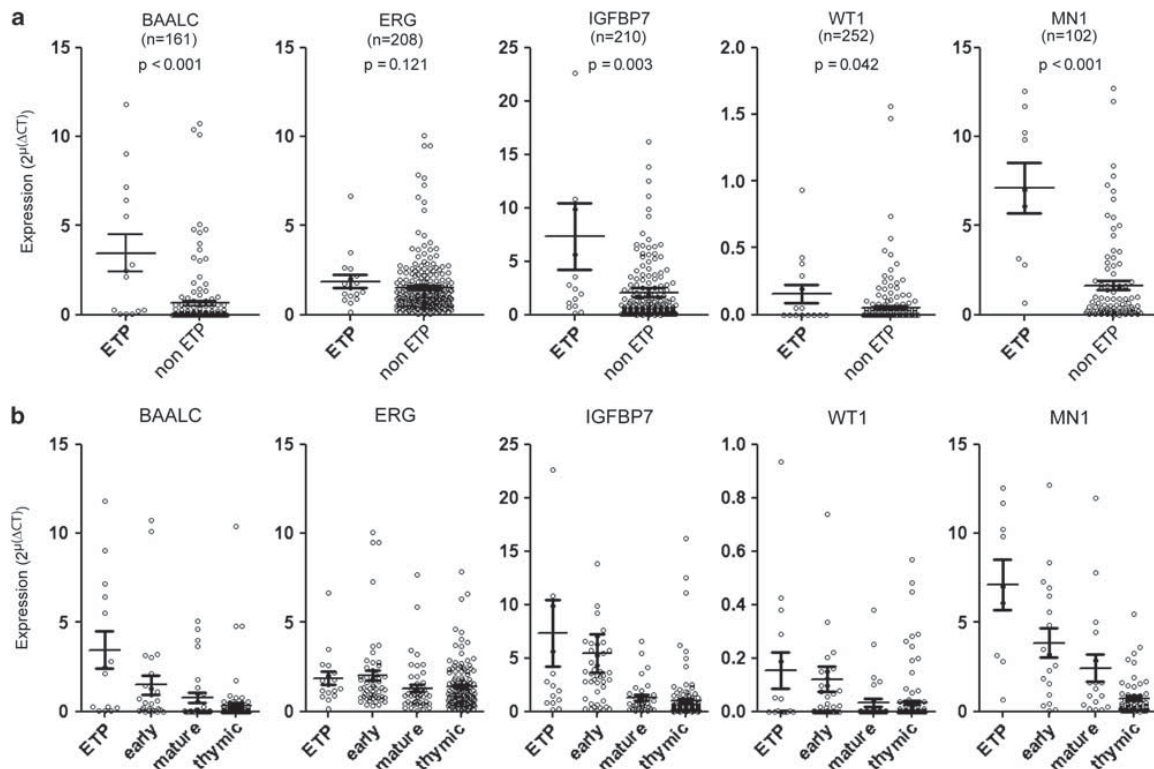 a
BAALC
(n=161)
p < 0.001
ERG
(n=208)
p = 0.121
IGFBP7
(n=210)
p = 0.003
WT1
(n=252)
p = 0.042
MN1
(n=102)
p < 0.001
Expression (2^μ(ΔCT))
15
10
5
0
ETP
non ETP
15
10
5
0
ETP
non ETP
25
20
15
10
5
0
ETP
non ETP
2.0
1.5
1.0
0.5
0.0
ETP
non ETP
15
10
5
0
ETP
non ETP
b
BAALC
ERG
IGFBP7
WT1
MN1
Expression (2^μ(ΔCT))
15
10
5
0
ETP
early
mature
thymic
15
10
5
0
ETP
early
mature
thymic
25
20
15
10
5
0
ETP
early
mature
thymic
1.0
0.8
0.6
0.4
0.2
0.0
ETP
early
mature
thymic
15
10
5
0
ETP
early
mature
thymic